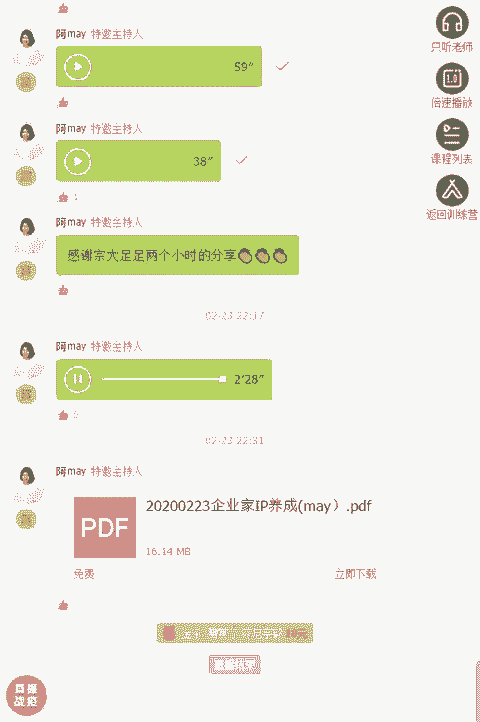 阿may 特邀主持人
只听老师
59"
1.0
倍速播放
阿may 特邀主持人
38"
课程列表
返回训练营
阿may 特邀主持人
感谢宗大足足两个小时的分享
02-23 22:17
阿may 特邀主持人
2'28"
02-23 22:31
阿may 特邀主持人
PDF
20200223企业家IP养成(may）.pdf
16.14 MB
免费
立即下载
直播
战疫